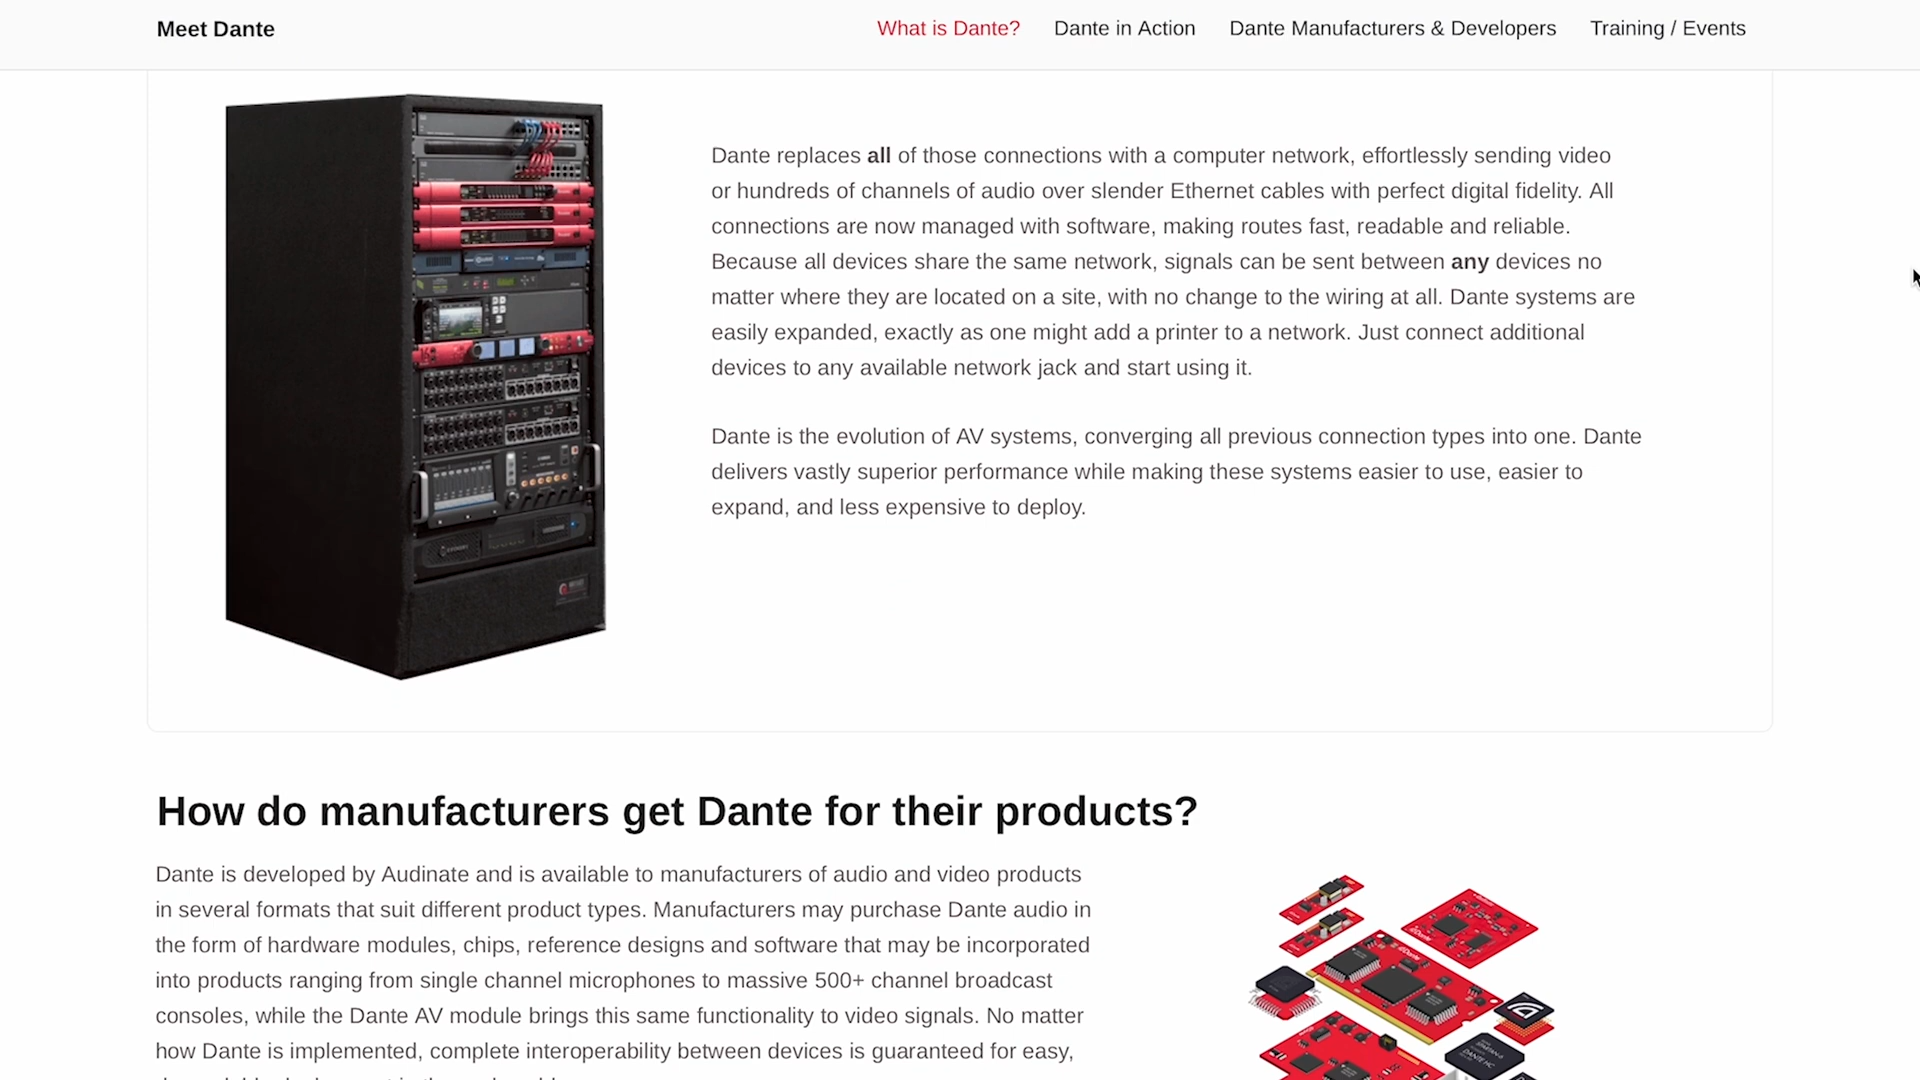 Meet Dante
What is Dante?
Dante in Action
Dante Manufacturers & Developers
Training / Events
Dante replaces all of those connections with a computer network, effortlessly sending video
or hundreds of channels of audio over slender Ethernet cables with perfect digital fidelity. All
connections are now managed with software, making routes fast, readable and reliable.
Because all devices share the same network, signals can be sent between any devices no
matter where they are located on a site, with no change to the wiring at all. Dante systems are
easily expanded, exactly as one might add a printer to a network. Just connect additional
devices to any available network jack and start using it.
Dante is the evolution of AV systems, converging all previous connection types into one. Dante
delivers vastly superior performance while making these systems easier to use, easier to
expand, and less expensive to deploy.
How do manufacturers get Dante for their products?
Dante is developed by Audinate and is available to manufacturers of audio and video products
in several formats that suit different product types. Manufacturers may purchase Dante audio in
the form of hardware modules, chips, reference designs and software that may be incorporated
into products ranging from single channel microphones to massive 500+ channel broadcast
consoles, while the Dante AV module brings this same functionality to video signals. No matter
how Dante is implemented, complete interoperability between devices is guaranteed for easy,
Dante
DANTE HC